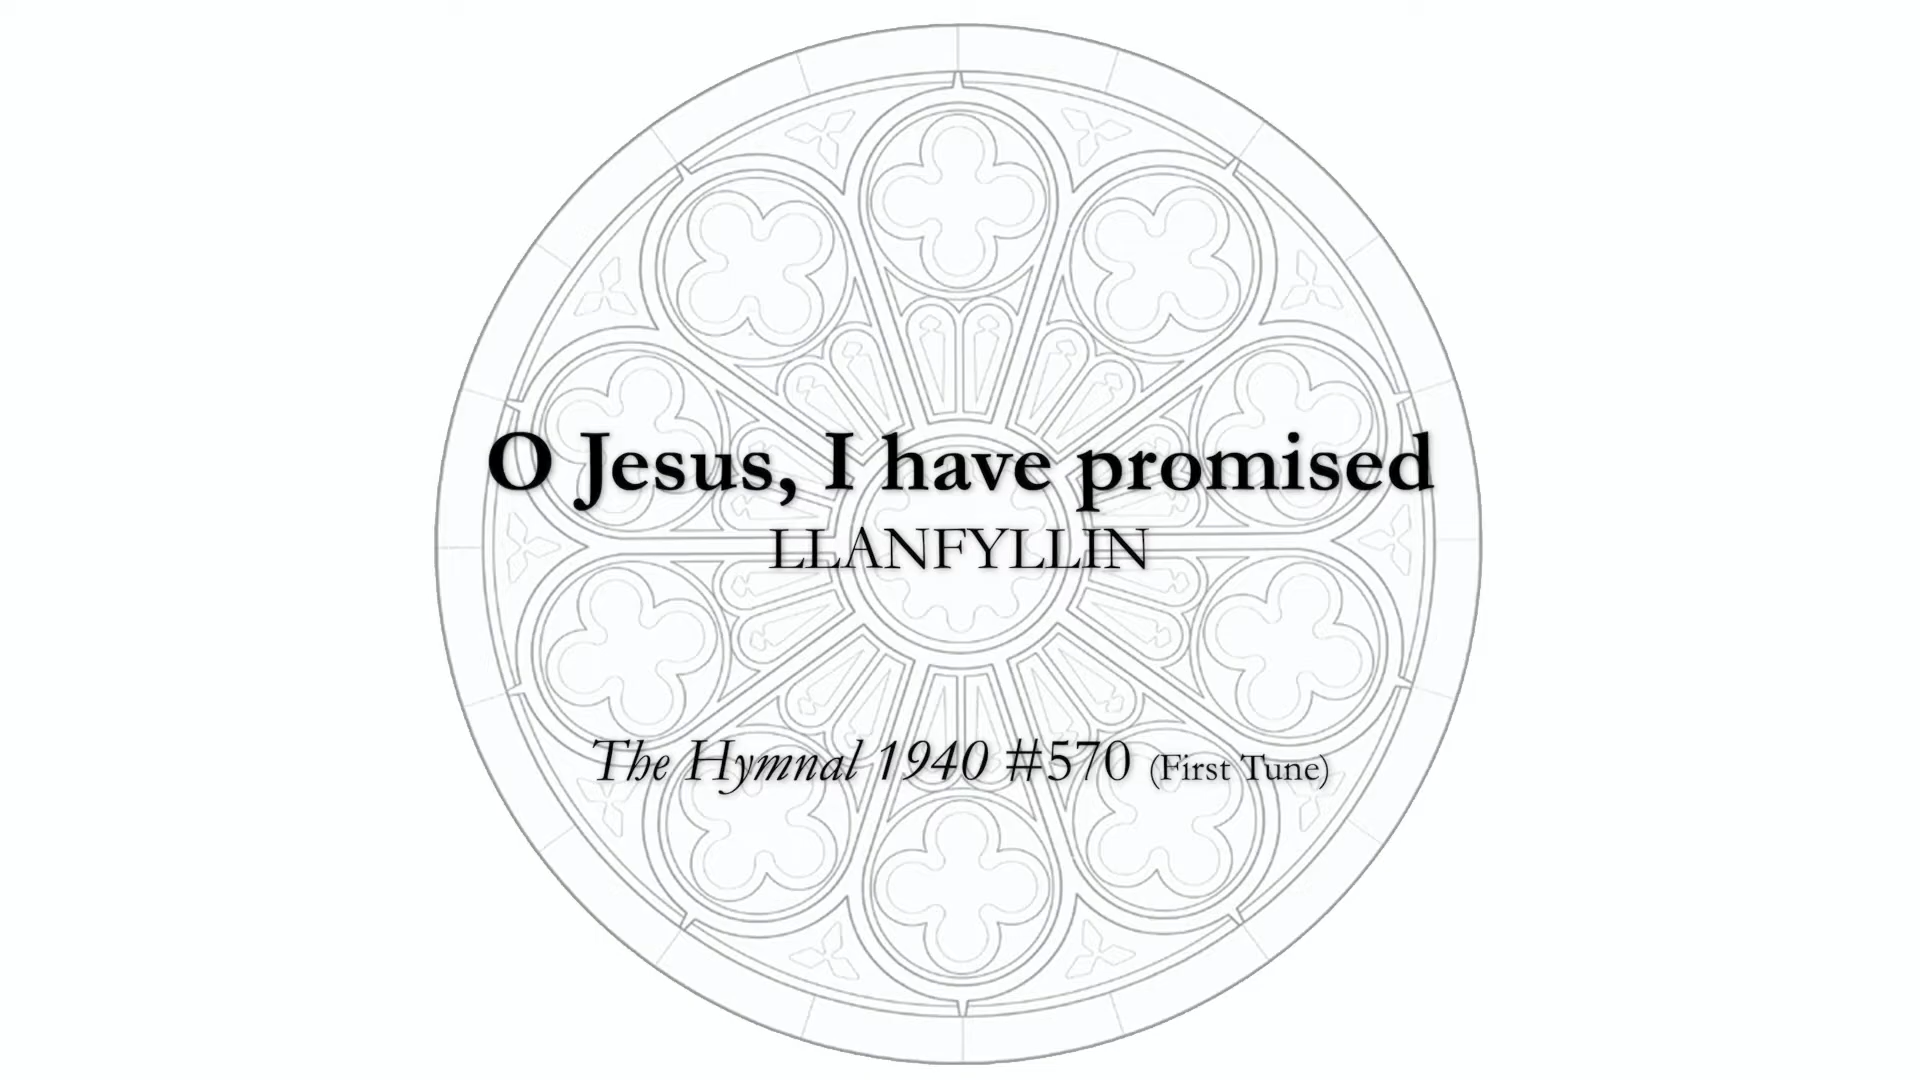 O Jesus, I have promised
LLANFYLLIN
The Hymnal 1940 #570 (First Tune)